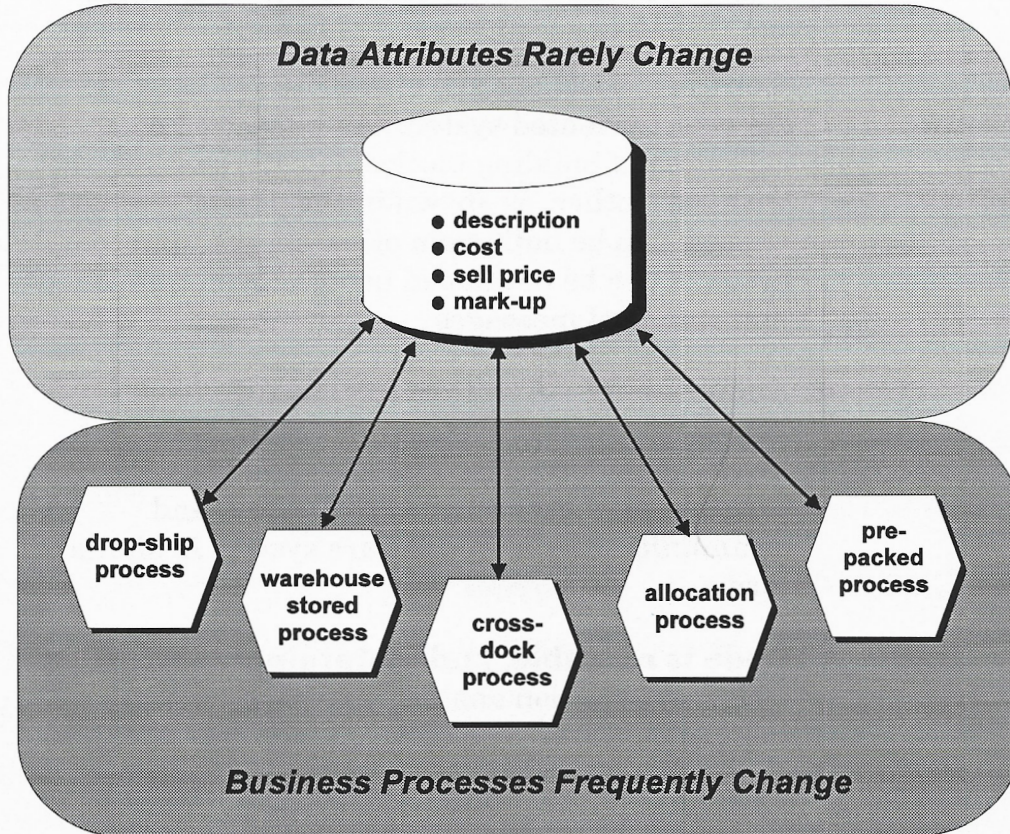 Data Attributes Rarely Change
● description
● cost
● sell price
● mark-up
drop-ship
process
warehouse
stored
process
cross-
dock
process
allocation
process
pre-
packed
process
Business Processes Frequently Change